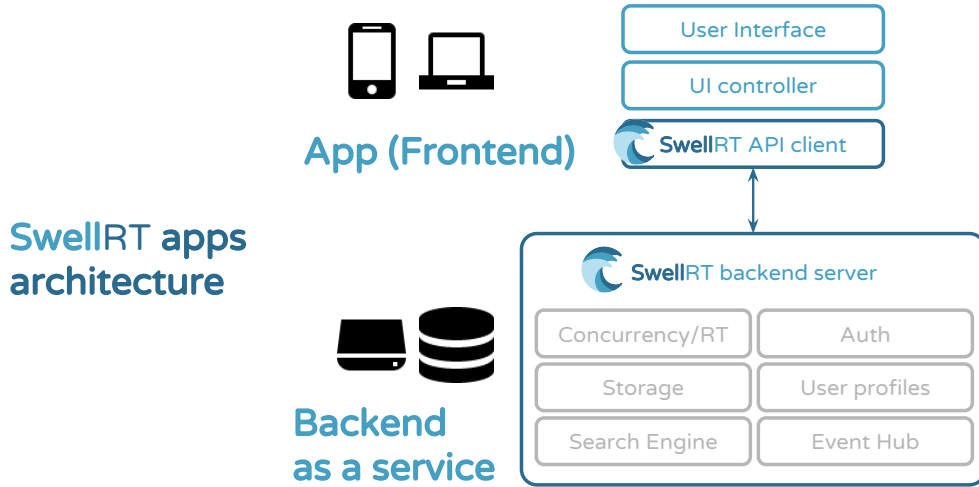 User Interface
UI controller
SwellRT API client
App (Frontend)
SwellRT apps
architecture
SwellRT backend server
Concurrency/RT
Auth
Storage
User profiles
Search Engine
Event Hub
Backend
as a service